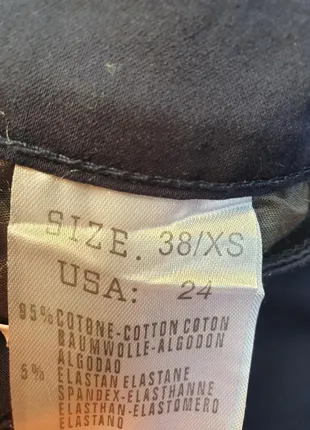 SIZE. 38/XS
USA: 24
95% COTONE-COTTON COTON
BAUMWOLLE-ALGODON
ALGODAO
5% ELASTAN ELASTANE
SPANDEX-ELASTHANNE
ELASTHAN-ELASTOMERO
ELASTANO